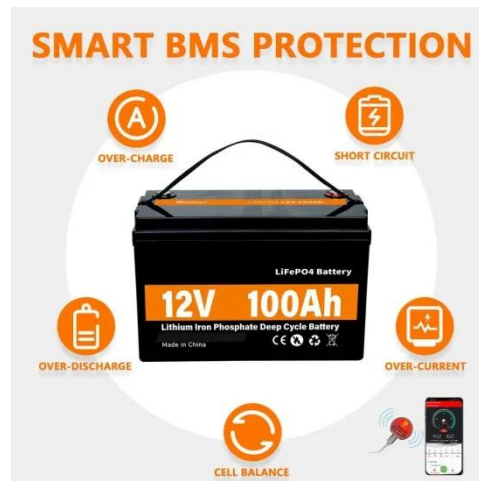 SMART BMS PROTECTION
OVER-CHARGE
SHORT CIRCUIT
LiFePO4 Battery
12V 100Ah
Lithium Iron Phosphate Deep Cycle Battery
Made in China
CE
OVER-DISCHARGE
OVER-CURRENT
CELL BALANCE